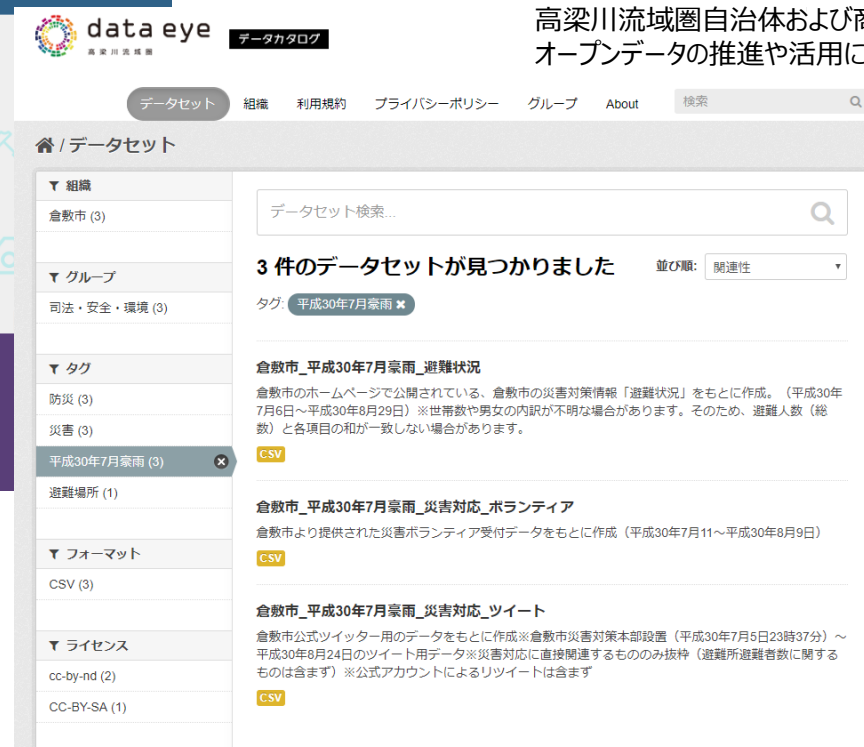 高梁川流域圏自治体および
オープンデータの推進や活用に
data eye
高梁川流域圏
データカタログ
データセット 組織 利用規約 プライバシーポリシー グループ About 検索
/ データセット
組織
倉敷市 (3)
グループ
司法・安全・環境 (3)
タグ
防災 (3)
災害 (3)
平成30年7月豪雨 (3)
避難場所 (1)
フォーマット
CSV (3)
ライセンス
cc-by-nd (2)
CC-BY-SA (1)
データセット検索...
3 件のデータセットが見つかりました 並び順: 関連性
タグ: 平成30年7月豪雨
倉敷市_平成30年7月豪雨_避難状況
倉敷市のホームページで公開されている、倉敷市の災害対策情報「避難状況」をもとに作成。（平成30年
7月6日～平成30年8月29日）※世帯数や男女の内訳が不明な場合があります。そのため、避難人数（総
数）と各項目の和が一致しない場合があります。
CSV
倉敷市_平成30年7月豪雨_災害対応_ボランティア
倉敷市より提供された災害ボランティア受付データをもとに作成（平成30年7月11～平成30年8月9日）
CSV
倉敷市_平成30年7月豪雨_災害対応_ツイート
倉敷市公式ツイッター用のデータをもとに作成※倉敷市災害対策本部設置（平成30年7月5日23時37分）～
平成30年8月24日のツイート用データ※災害対応に直接関連するもののみ抜粋（避難所避難者数に関する
ものは含まず）※公式アカウントによるリツイートは含まず
CSV